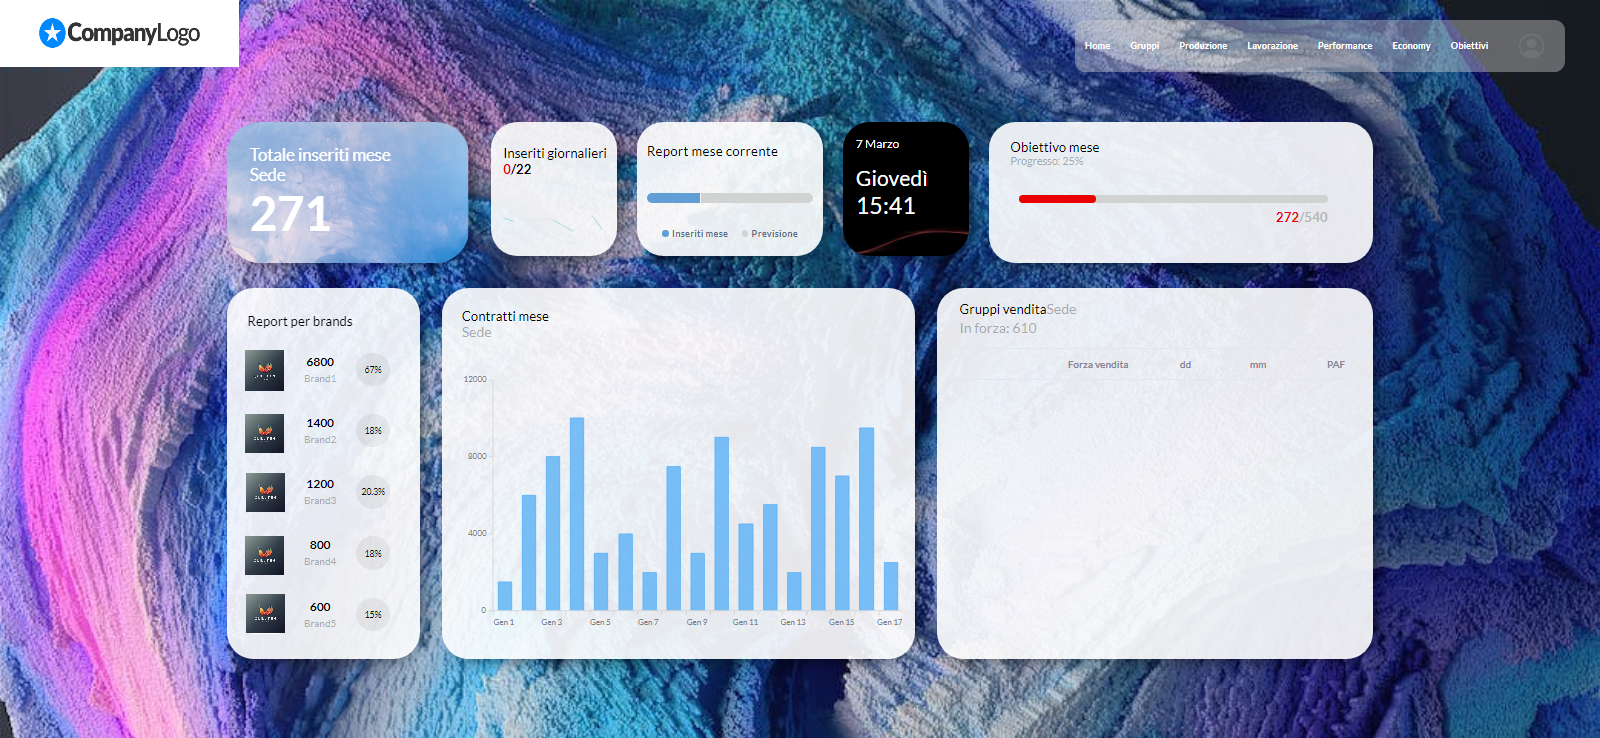 CompanyLogo
Home Gruppi Produzione Lavorazione Performance Economy Obiettivi
Totale inseriti mese
Sede
271
Inseriti giornalieri
0/22
Report mese corrente
Inseriti mese Previsione
7 Marzo
Giovedì
15:41
Obiettivo mese
Progresso: 25%
272/540
Report per brands
6800
Brand1
67%
1400
Brand2
18%
1200
Brand3
20.3%
800
Brand4
18%
600
Brand5
15%
Contratti mese
Sede
12000
8000
4000
0
Gen 1 Gen 3 Gen 5 Gen 7 Gen 9 Gen 11 Gen 13 Gen 15 Gen 17
Gruppi venditaSede
In forza: 610
Forza vendita dd mm PAF